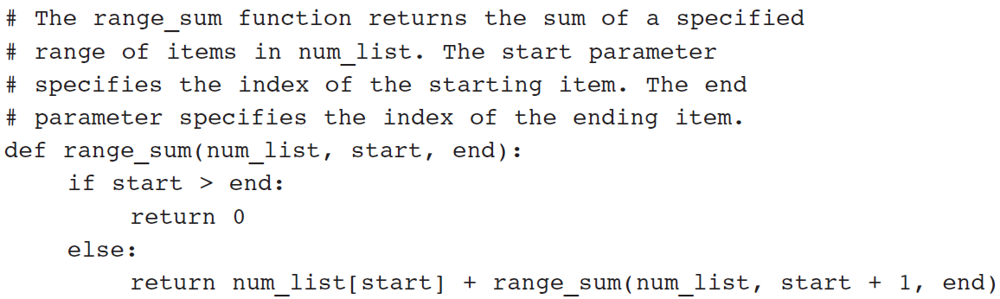 # The range_sum function returns the sum of a specified
# range of items in num_list. The start parameter
# specifies the index of the starting item. The end
# parameter specifies the index of the ending item.
def range_sum(num_list, start, end):
    if start > end:
        return 0
    else:
        return num_list[start] + range_sum(num_list, start + 1, end)